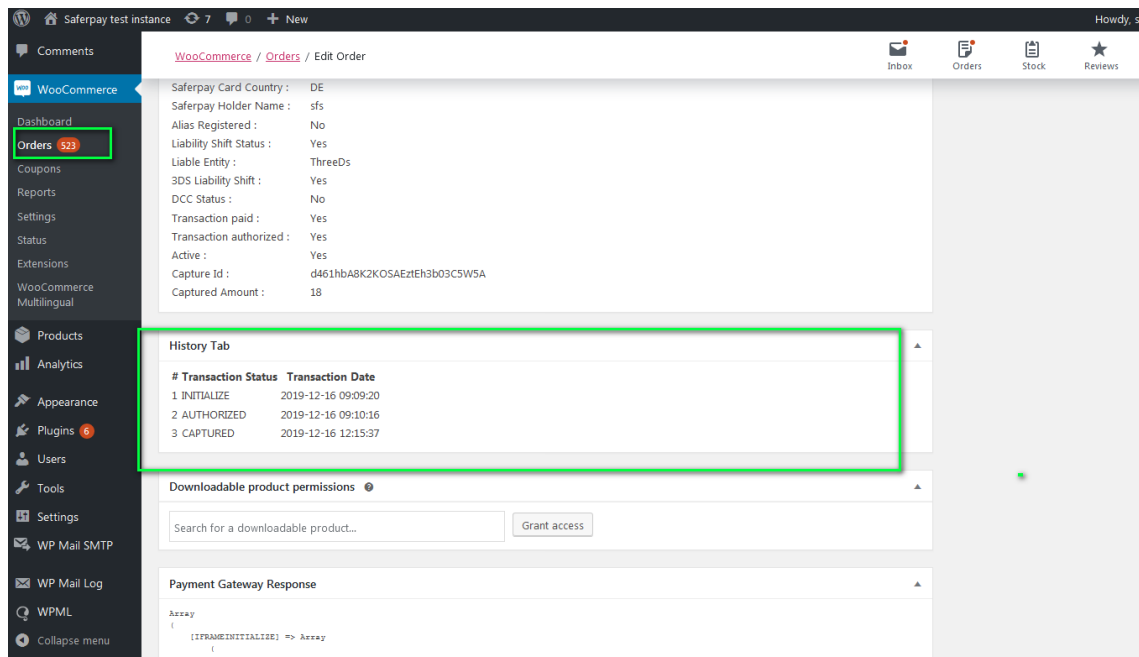 Saferpay test instance 7 0 + New Howdy, s
Comments
WooCommerce
Dashboard
Orders 523
Coupons
Reports
Settings
Status
Extensions
WooCommerce
Multilingual
Products
Analytics
Appearance
Plugins 6
Users
Tools
Settings
WP Mail SMTP
WP Mail Log
WPML
Collapse menu
WooCommerce / Orders / Edit Order
Inbox Orders Stock Reviews
Saferpay Card Country : DE
Saferpay Holder Name : sfs
Alias Registered : No
Liability Shift Status : Yes
Liable Entity : ThreeDs
3DS Liability Shift : Yes
DCC Status : No
Transaction paid : Yes
Transaction authorized : Yes
Active : Yes
Capture Id : d461hbA8K2KOSAEztEh3b03C5W5A
Captured Amount : 18
History Tab
# Transaction Status Transaction Date
1 INITIALIZE 2019-12-16 09:09:20
2 AUTHORIZED 2019-12-16 09:10:16
3 CAPTURED 2019-12-16 12:15:37
Downloadable product permissions ?
Search for a downloadable product... Grant access
Payment Gateway Response
Array
(
[IFRAMEINITIALIZE] => Array
(